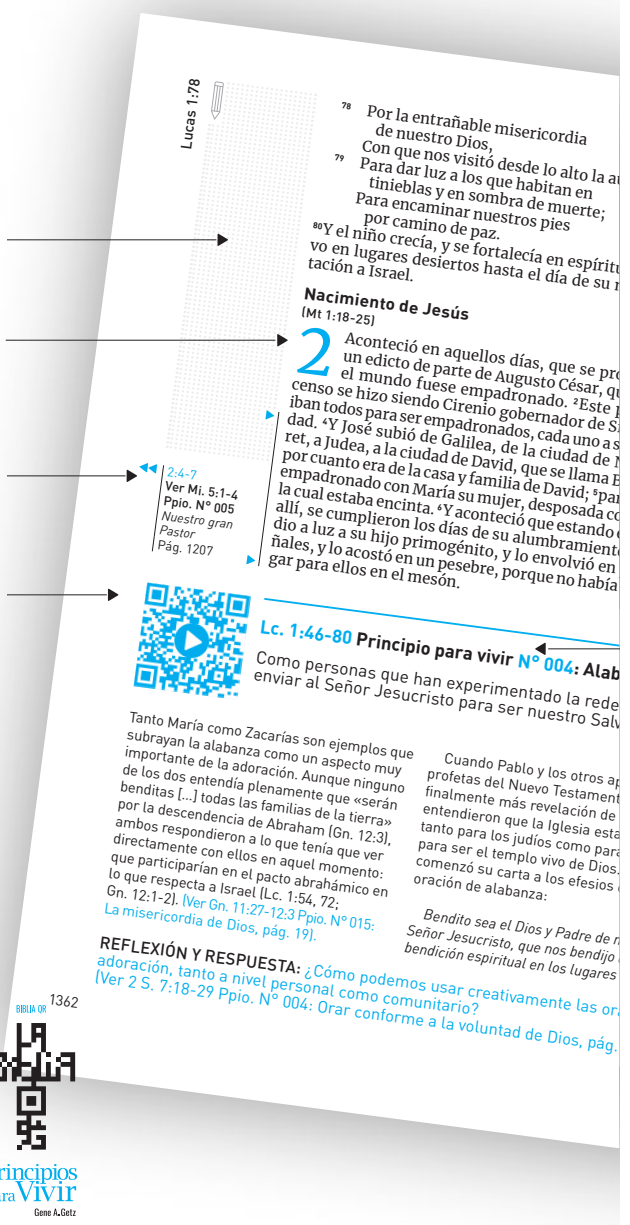 Lucas 1:78
78 Por la entrañable misericordia
de nuestro Dios,
Con que nos visitó desde lo alto la
79 Para dar luz a los que habitan en
tinieblas y en sombra de muerte;
Para encaminar nuestros pies
por camino de paz.
80Y el niño crecía, y se fortalecía en
vo en lugares desiertos hasta el día de su
tación a Israel.
Nacimiento de Jesús
(Mt 1:18-25)
2 Aconteció en aquellos días, que se
un edicto de parte de Augusto César,
el mundo fuese empadronado. 2Este
censo se hizo siendo Cirenio gobernador de
iban todos para ser empadronados, cada uno a
dad. 4Y José subió de Galilea, de la ciudad de
ret, a Judea, a la ciudad de David, que se llama
por cuanto era de la casa y familia de David;
empadronado con María su mujer, desposada
la cual estaba encinta. 6Y aconteció que estando
allí, se cumplieron los días de su
dio a luz a su hijo primogénito, y lo envolvió en
ñales, y lo acostó en un pesebre, porque no había
gar para ellos en el mesón.
2:4-7
Ver Mi. 5:1-4
Ppio. N° 005
Nuestro gran
Pastor
Pág. 1207
Lc. 1:46-80 Principio para vivir N° 004:
Como personas que han experimentado la
enviar al Señor Jesucristo para ser nuestro
Tanto María como Zacarías son ejemplos que
subrayan la alabanza como un aspecto muy
importante de la adoración. Aunque ninguno
de los dos entendía plenamente que «serán
benditas [...] todas las familias de la tierra»
por la descendencia de Abraham (Gn. 12:3),
ambos respondieron a lo que tenía que ver
directamente con ellos en aquel momento:
que participarían en el pacto abrahámico en
lo que respecta a Israel (Lc. 1:54, 72;
Gn. 12:1-2). (Ver Gn. 11:27-12:3 Ppio. N° 015:
La misericordia de Dios, pág. 19).
Cuando Pablo y los otros
profetas del Nuevo
finalmente más revelación de
entendieron que la Iglesia
tanto para los judíos como
para ser el templo vivo de Dios.
comenzó su carta a los efesios
oración de alabanza:
Bendito sea el Dios y Padre de
Señor Jesucristo, que nos bendijo
bendición espiritual en los lugares
REFLEXIÓN Y RESPUESTA: ¿Cómo podemos usar creativamente las
adoración, tanto a nivel personal como comunitario?
(Ver 2 S. 7:18-29 Ppio. N° 004: Orar conforme a la voluntad de Dios, pág.
1362
BIBLIA QR
rincipios
ara Vivir
Gene A. Getz